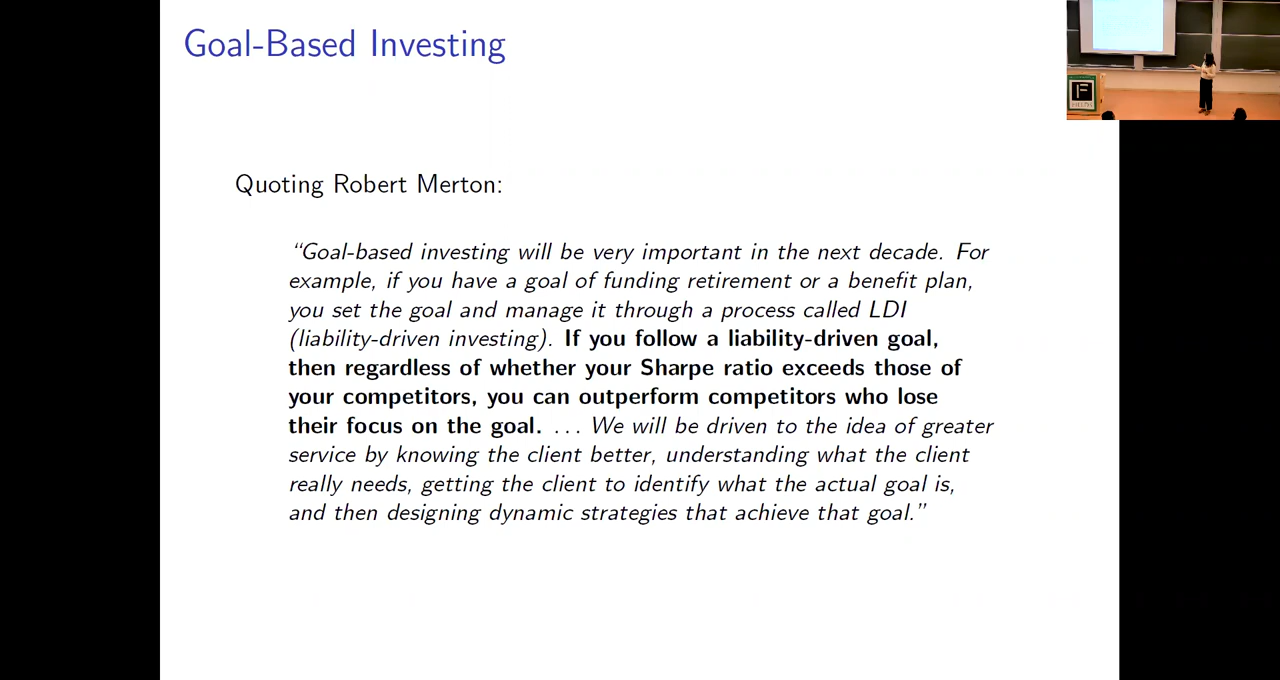 Goal-Based Investing
Quoting Robert Merton:
“Goal-based investing will be very important in the next decade. For
example, if you have a goal of funding retirement or a benefit plan,
you set the goal and manage it through a process called LDI
(liability-driven investing). If you follow a liability-driven goal,
then regardless of whether your Sharpe ratio exceeds those of
your competitors, you can outperform competitors who lose
their focus on the goal. ... We will be driven to the idea of greater
service by knowing the client better, understanding what the client
really needs, getting the client to identify what the actual goal is,
and then designing dynamic strategies that achieve that goal.”
F
FIELDS